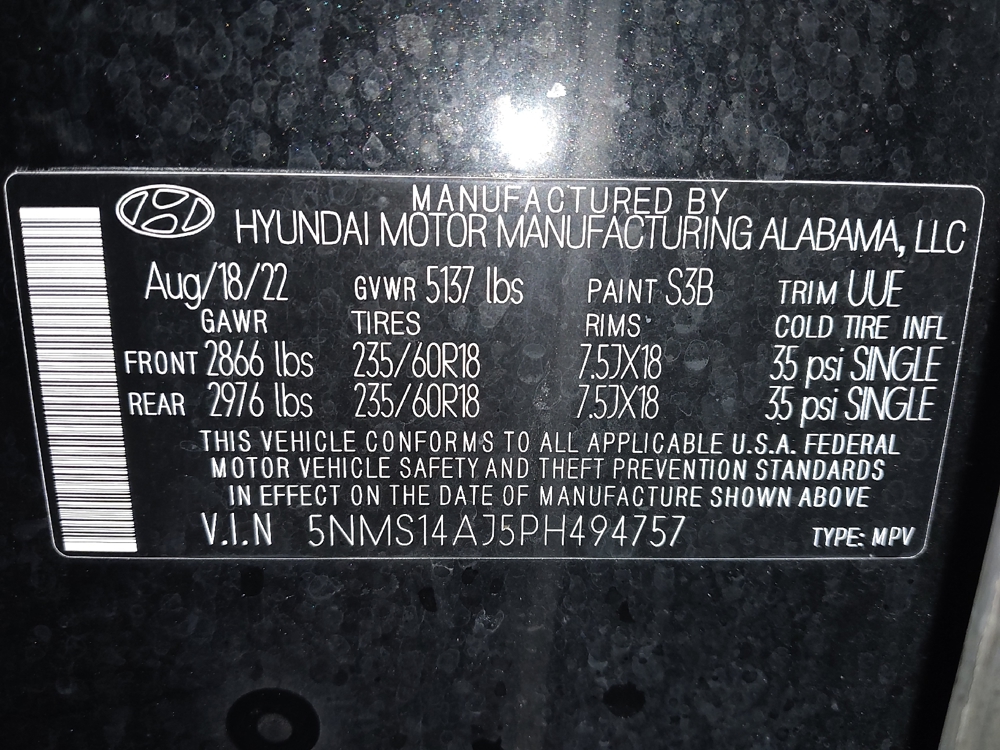 MANUFACTURED BY
HYUNDAI MOTOR MANUFACTURING ALABAMA, LLC
Aug/18/22 GVWR 5137 lbs PAINT S3B TRIM UUE
GAWR TIRES RIMS COLD TIRE INFL.
FRONT 2866 lbs 235/60R18 7.5JX18 35 psi SINGLE
REAR 2976 lbs 235/60R18 7.5JX18 35 psi SINGLE
THIS VEHICLE CONFORMS TO ALL APPLICABLE U.S.A. FEDERAL
MOTOR VEHICLE SAFETY AND THEFT PREVENTION STANDARDS
IN EFFECT ON THE DATE OF MANUFACTURE SHOWN ABOVE
V.I.N 5NMS14AJ5PH494757 TYPE: MPV